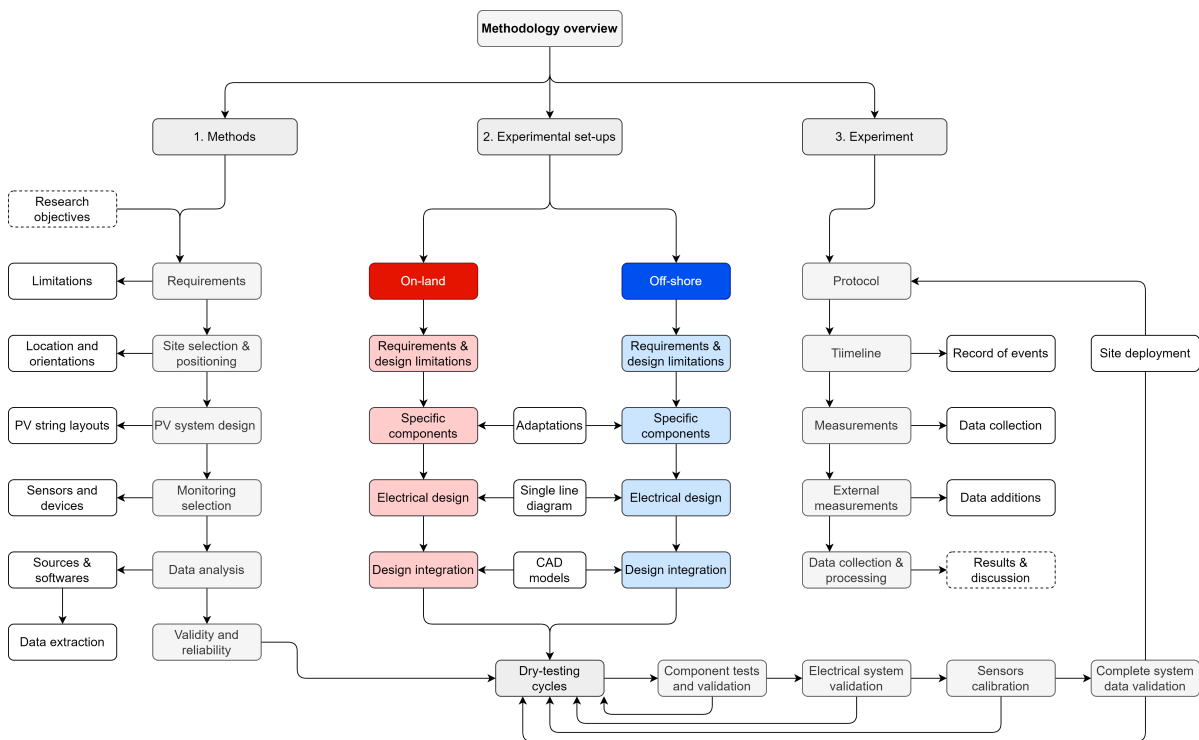 Methodology overview
1. Methods
2. Experimental set-ups
3. Experiment
Research
objectives
Limitations
Requirements
On-land
Off-shore
Protocol
Location and
orientations
Site selection &
positioning
Requirements &
design limitations
Requirements &
design limitations
Tiimeline
Record of events
Site deployment
PV string layouts
PV system design
Specific
components
Adaptations
Specific
components
Measurements
Data collection
Sensors and
devices
Monitoring
selection
Electrical design
Single line
diagram
Electrical design
External
measurements
Data additions
Sources &
softwares
Data analysis
Design integration
CAD
models
Design integration
Data collection &
processing
Results &
discussion
Data extraction
Validity and
reliability
Dry-testing
cycles
Component tests
and validation
Electrical system
validation
Sensors
calibration
Complete system
data validation